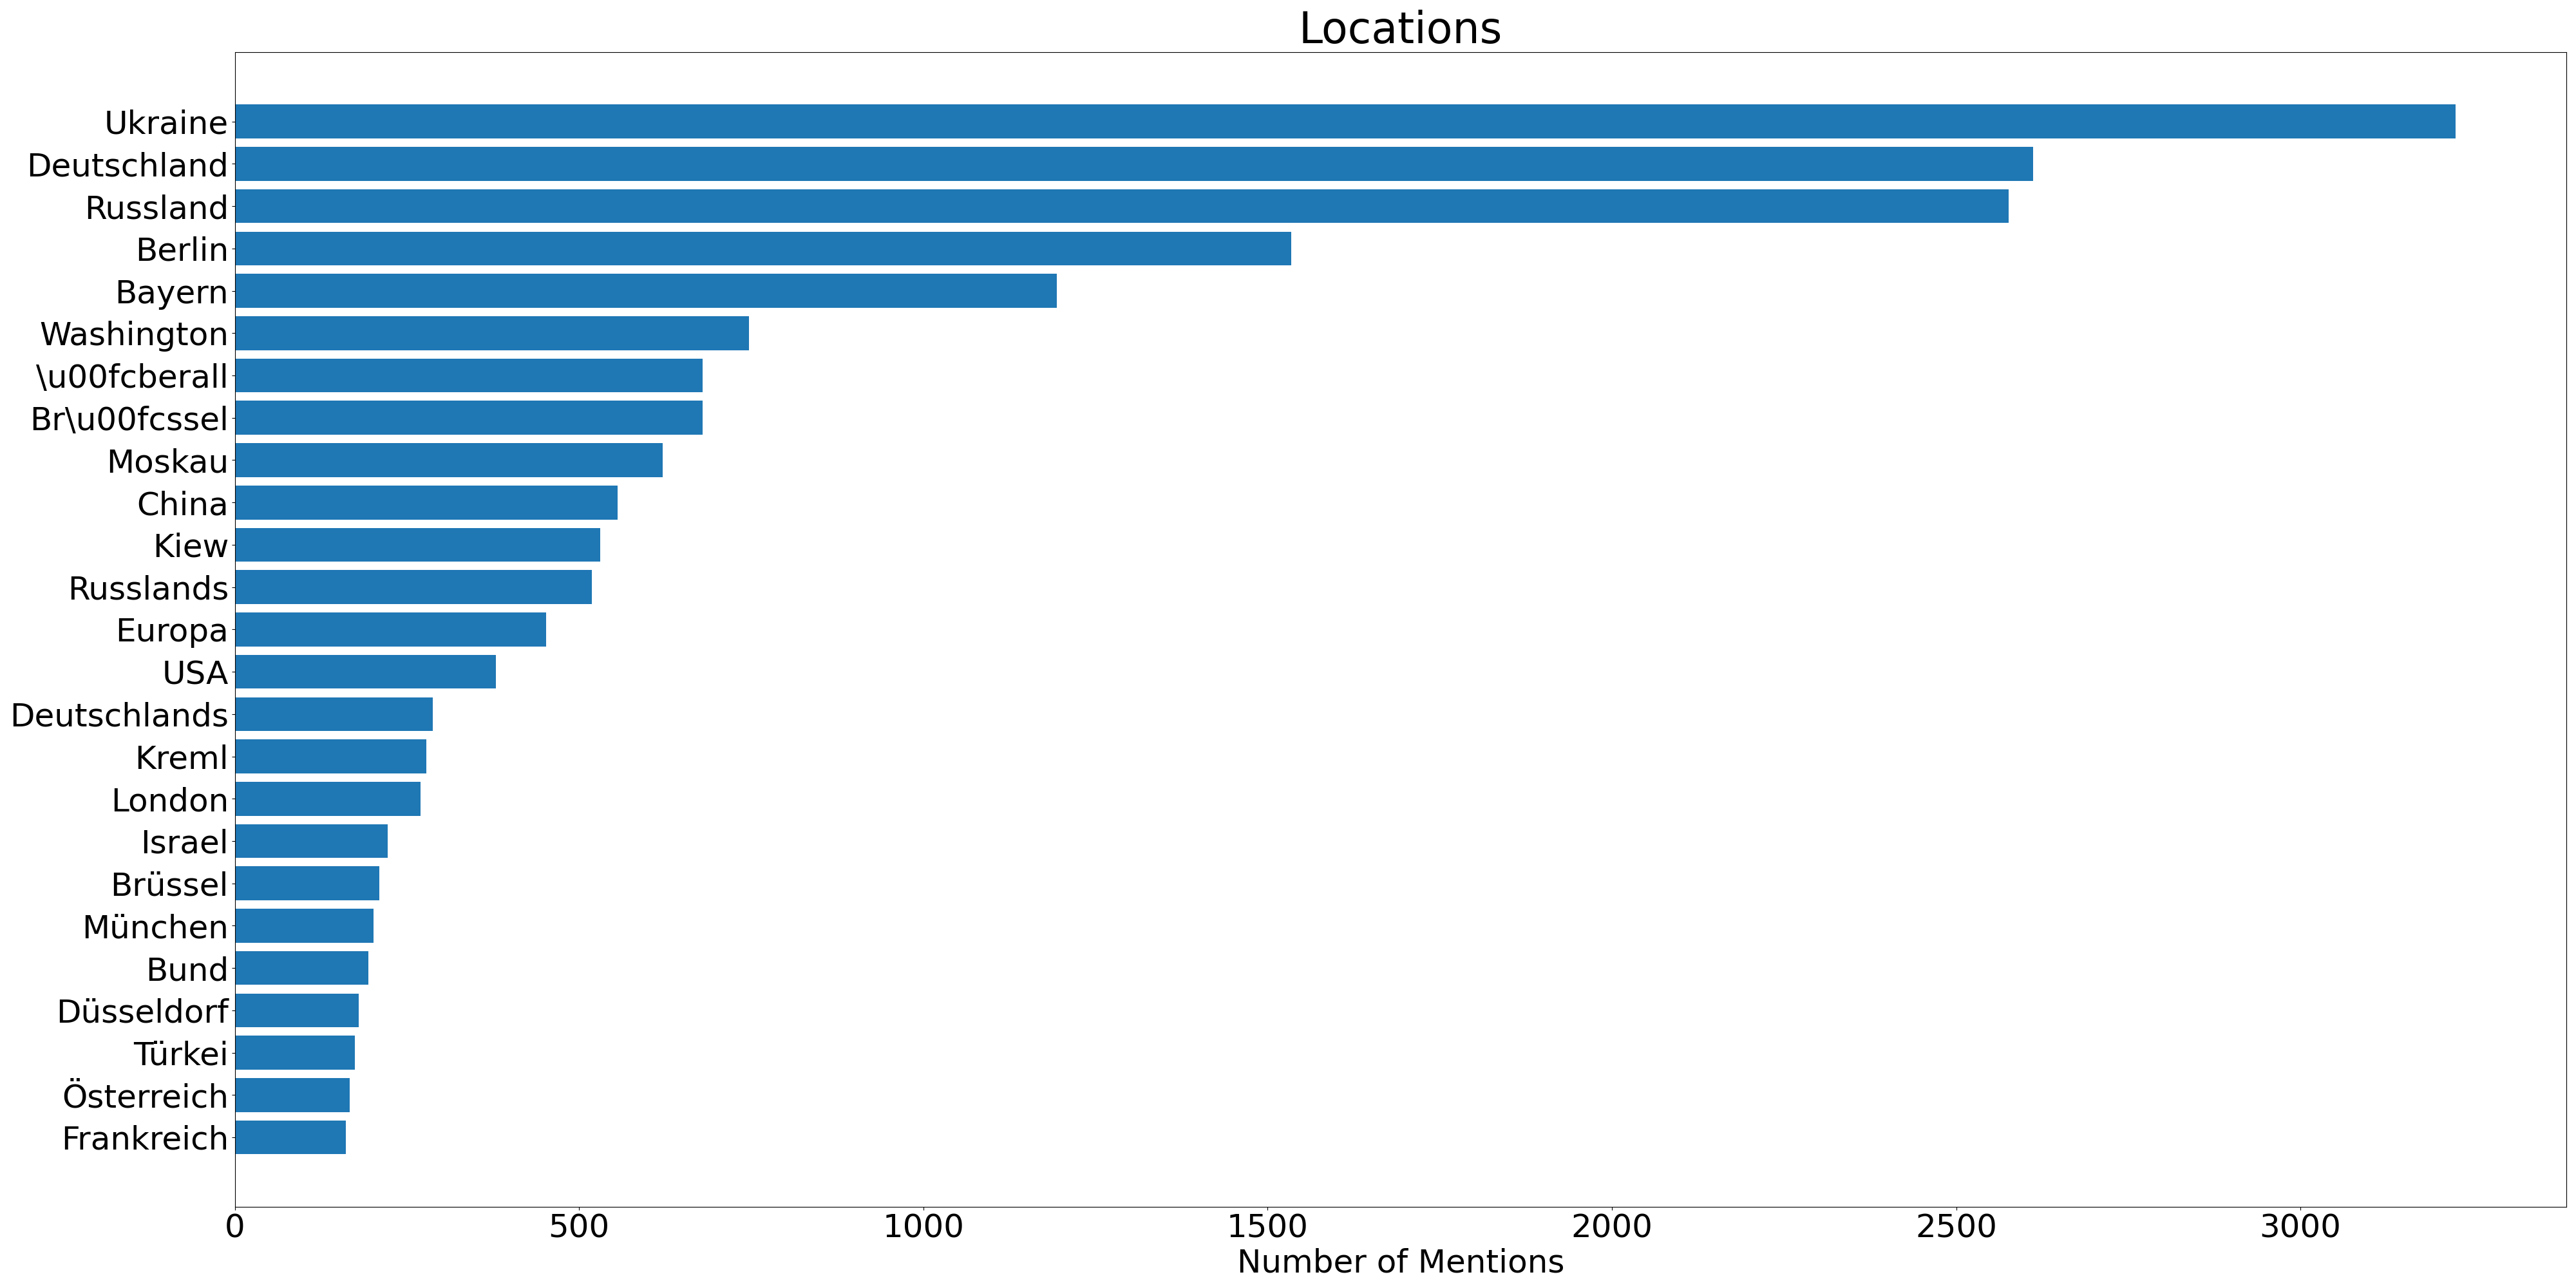 Locations
Ukraine
Deutschland
Russland
Berlin
Bayern
Washington
\u00fcberall
Br\u00fcssel
Moskau
China
Kiew
Russlands
Europa
USA
Deutschlands
Kreml
London
Israel
Brüssel
München
Bund
Düsseldorf
Türkei
Österreich
Frankreich
0 500 1000 1500 2000 2500 3000
Number of Mentions